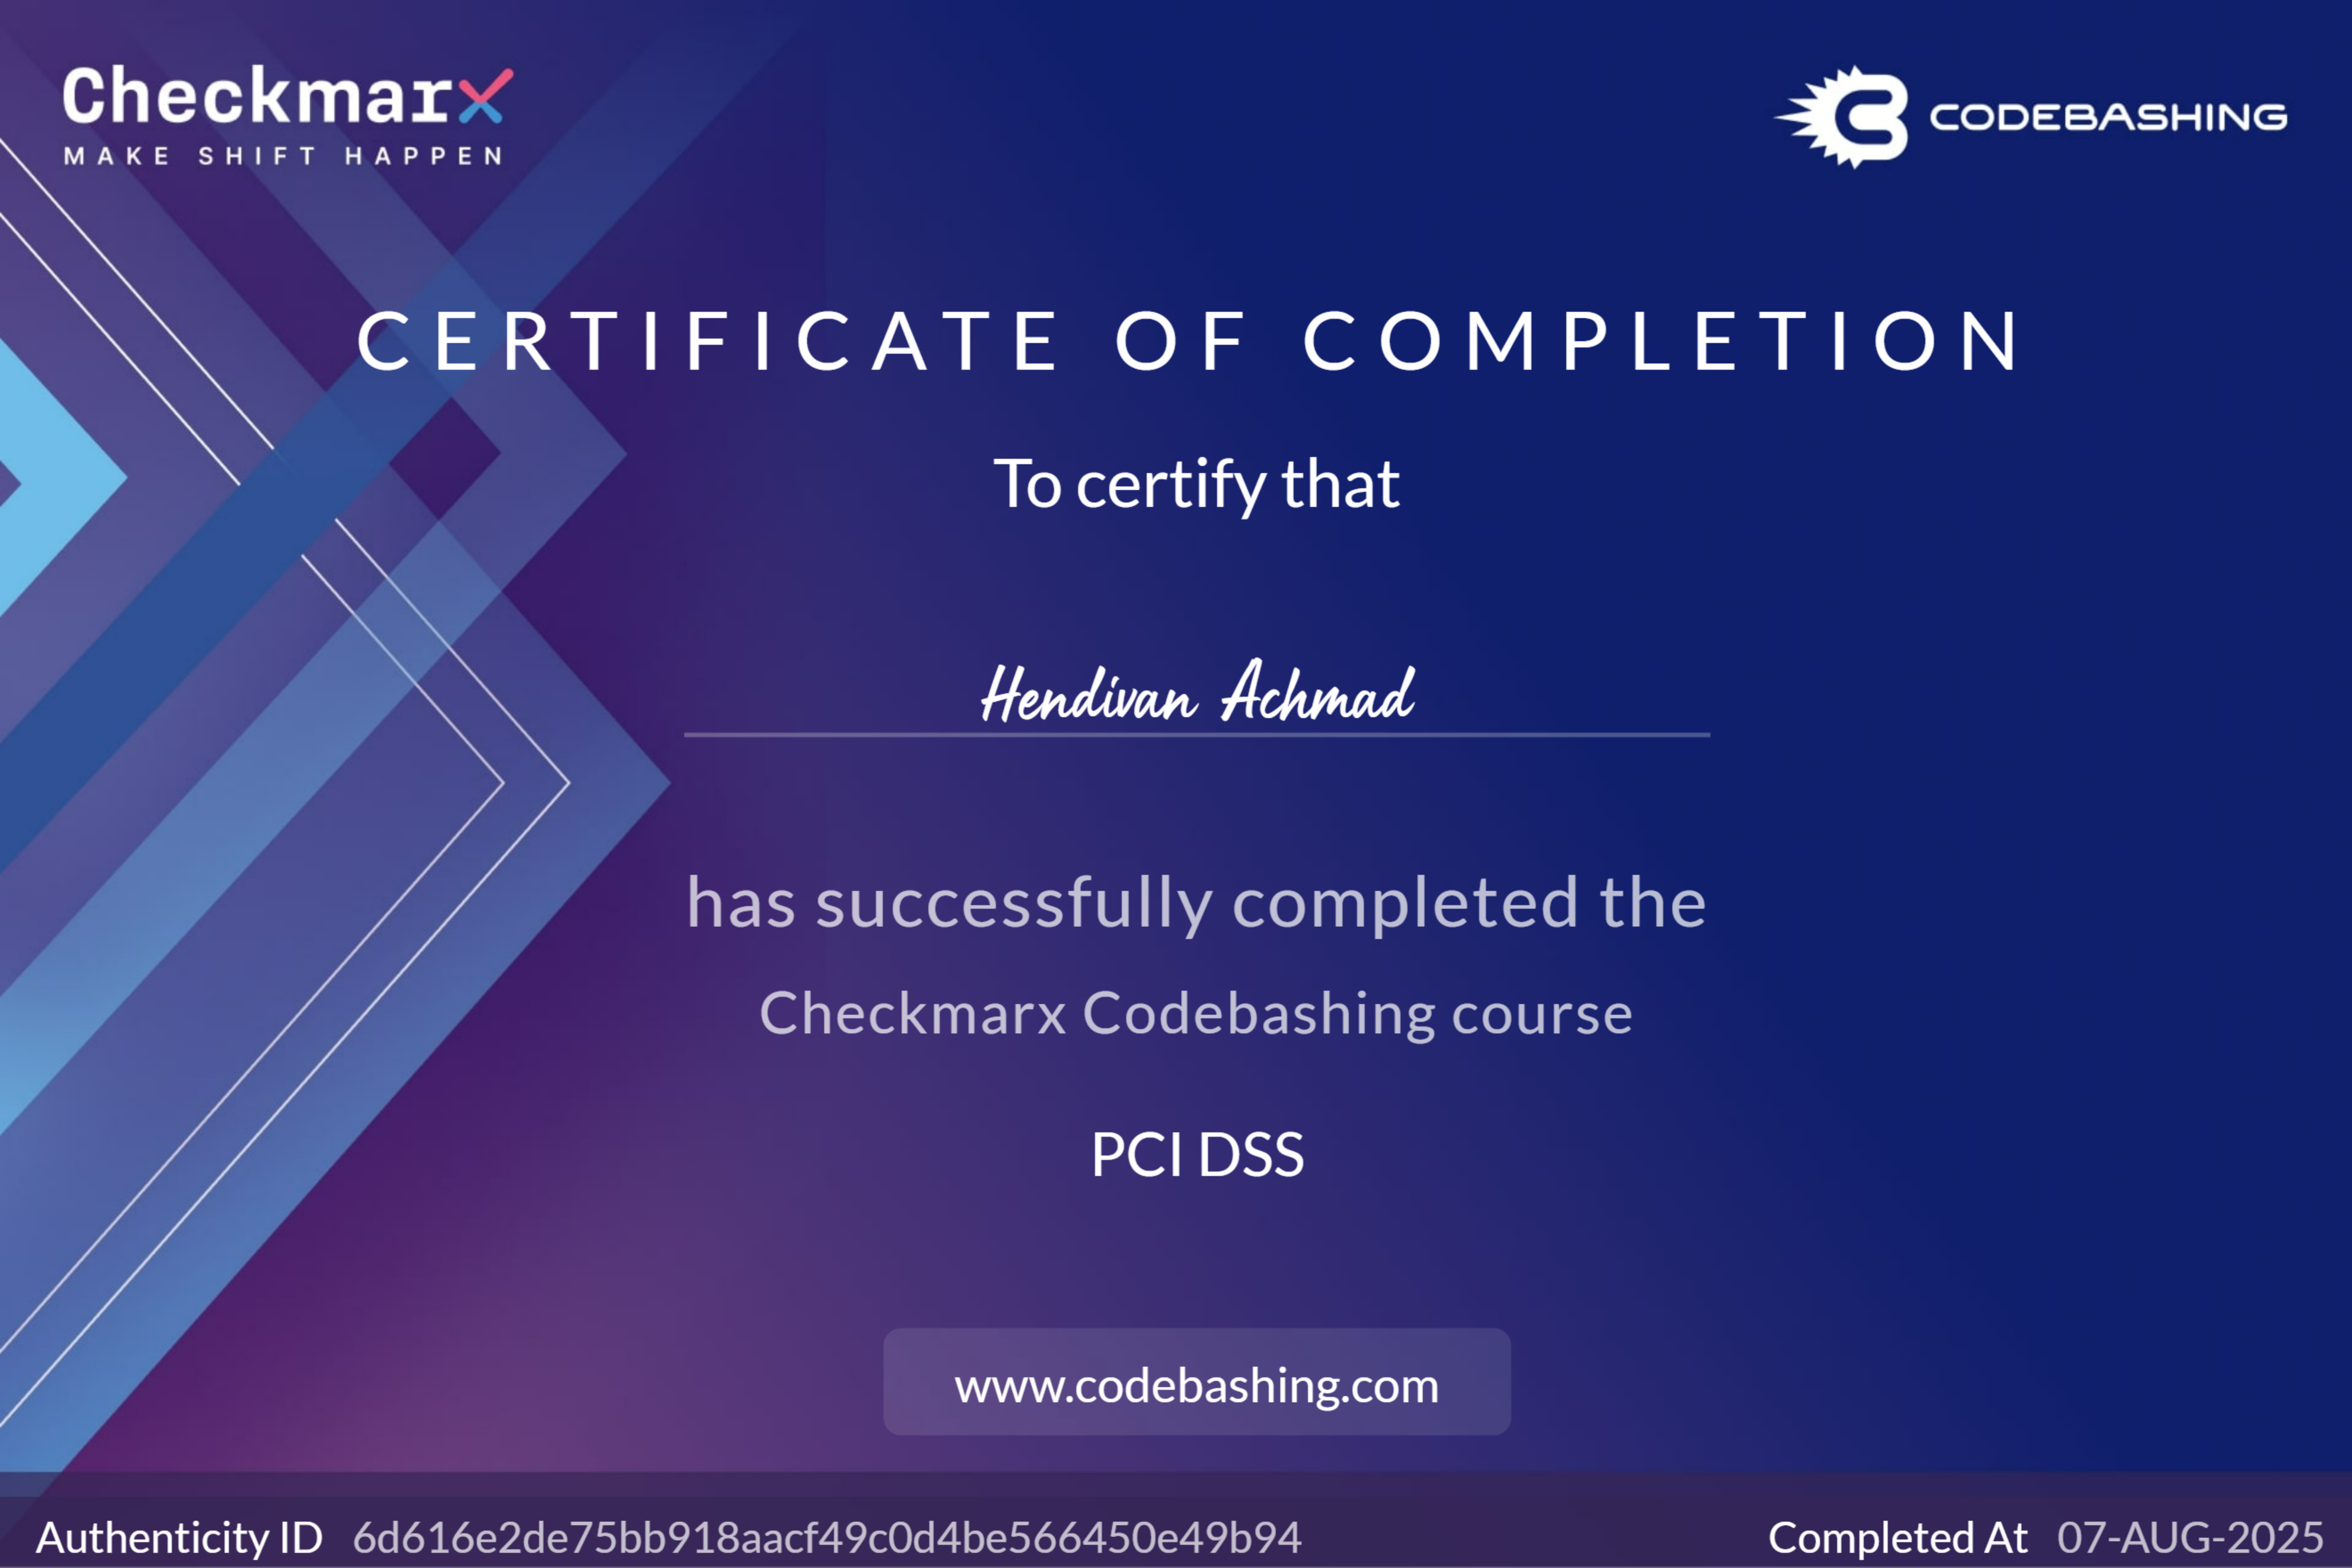 Checkmarx
MAKE SHIFT HAPPEN
CODEBASHING
CERTIFICATE OF COMPLETION
To certify that
Hendivan Achmad
has successfully completed the
Checkmarx Codebashing course
PCI DSS
www.codebashing.com
Authenticity ID 6d616e2de75bb918aacf49c0d4be566450e49b94
Completed At 07-AUG-2025